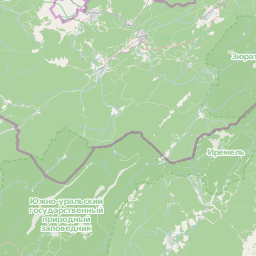 Зюрат
Иремель
Южно-уральский
государственный
природный
заповедник